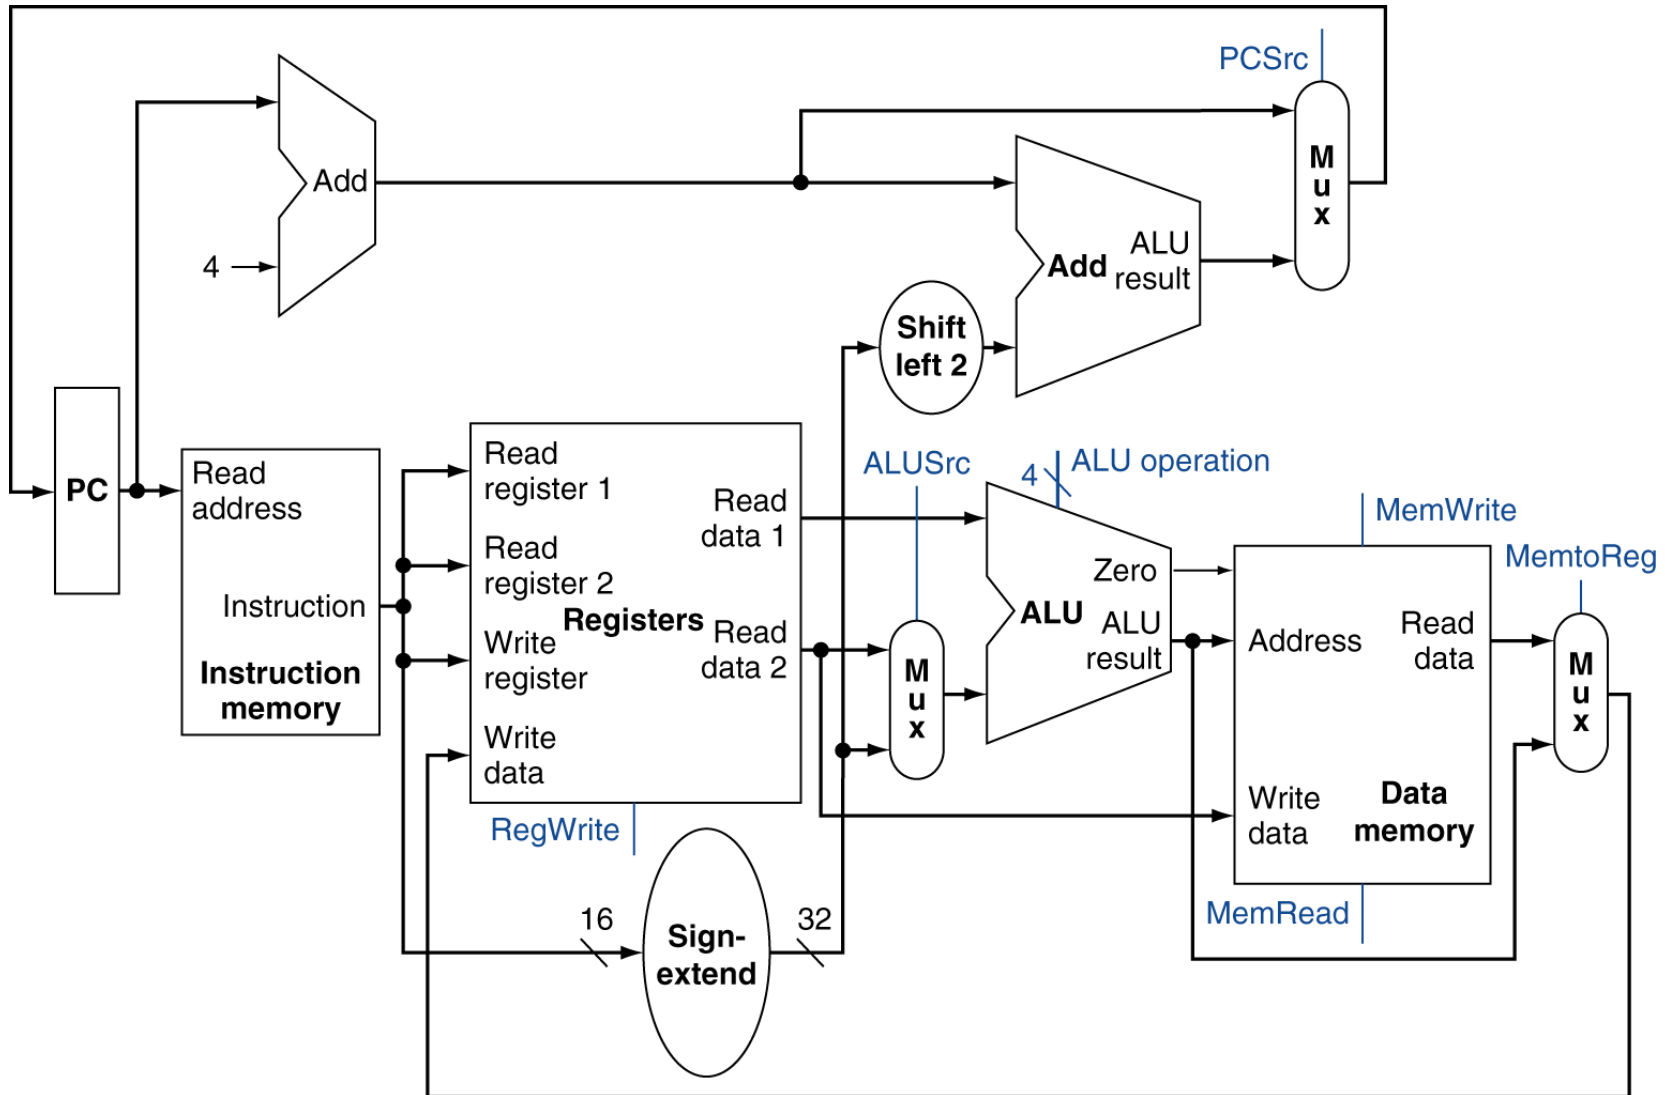 PCSrc
M
u
x
Add
4
Add
ALU
result
Shift
left 2
PC
Read
address
Instruction
Instruction
memory
Read
register 1
Read
register 2
Write
register
Write
data
Registers
Read
data 1
Read
data 2
RegWrite
16
Sign-
extend
32
ALUSrc
M
u
x
4
ALU operation
Zero
ALU
ALU
result
MemWrite
Address
Read
data
Write
data
Data
memory
MemRead
MemtoReg
M
u
x